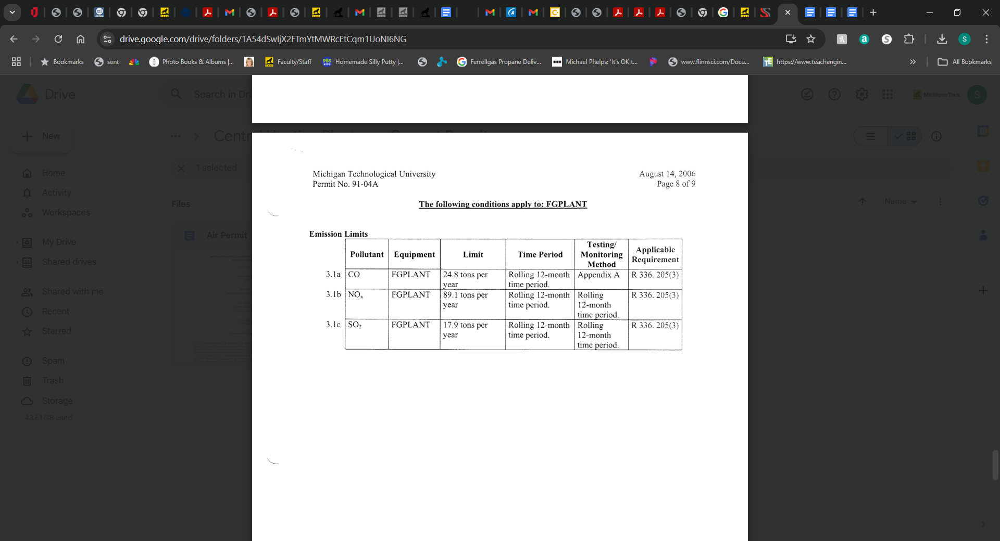 drive.google.com/drive/folders/1A54dSwIjX2FTmYtMWRcEtCqm1UoNI6NG
S
Bookmarks
sent
Photo Books & Albums |...
Faculty/Staff
Homemade Silly Putty |...
Ferrellgas Propane Deliv...
Michael Phelps: 'It's OK t...
www.flinnsci.com/Docu...
https://www.teachengin...
All Bookmarks
Drive
Search in Dri
Michigan Tech
S
New
Centr
1 selected
Home
Activity
Workspaces
Files
Name
My Drive
Shared drives
Air Permit
Shared with me
Recent
Starred
Spam
Trash
Storage
43.61 GB used
Michigan Technological University
August 14, 2006
Permit No. 91-04A
Page 8 of 9
The following conditions apply to: FGPLANT
Emission Limits
Pollutant Equipment Limit Time Period Testing/ Monitoring Method Applicable Requirement
3.1a CO FGPLANT 24.8 tons per Rolling 12-month Appendix A R 336. 205(3)
year time period.
3.1b NOx FGPLANT 89.1 tons per Rolling 12-month Rolling R 336. 205(3)
year time period. 12-month
time period.
3.1c SO₂ FGPLANT 17.9 tons per Rolling 12-month Rolling R 336. 205(3)
year time period. 12-month
time period.